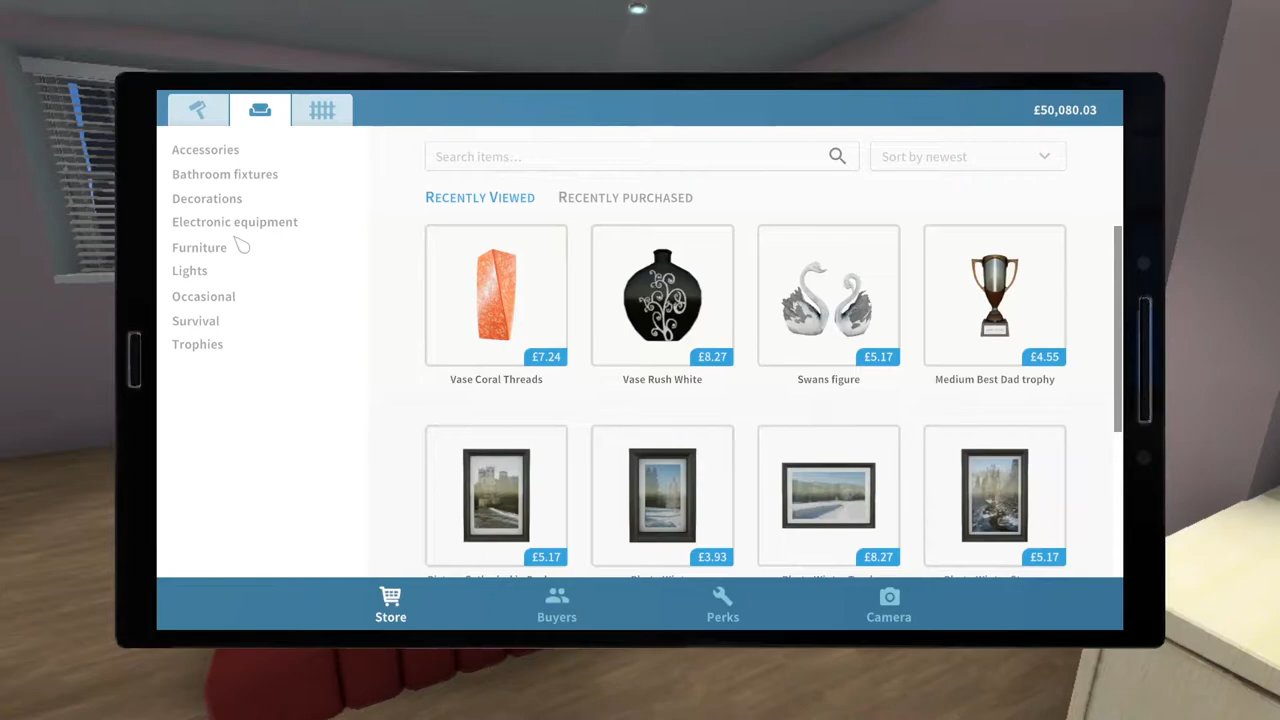 £50,080.03
Accessories
Bathroom fixtures
Decorations
Electronic equipment
Furniture
Lights
Occasional
Survival
Trophies
Search items...
Sort by newest
RECENTLY VIEWED
RECENTLY PURCHASED
£7.24
£8.27
£5.17
£4.55
Vase Coral Threads
Vase Rush White
Swans figure
Medium Best Dad trophy
£5.17
£3.93
£8.27
£5.17
Store
Buyers
Perks
Camera